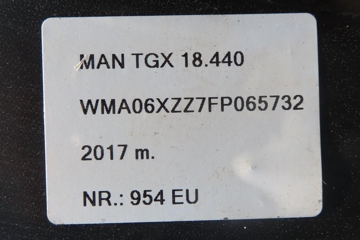 MAN TGX 18.440
WMA06XZZ7FP065732
2017 m.
NR.: 954 EU